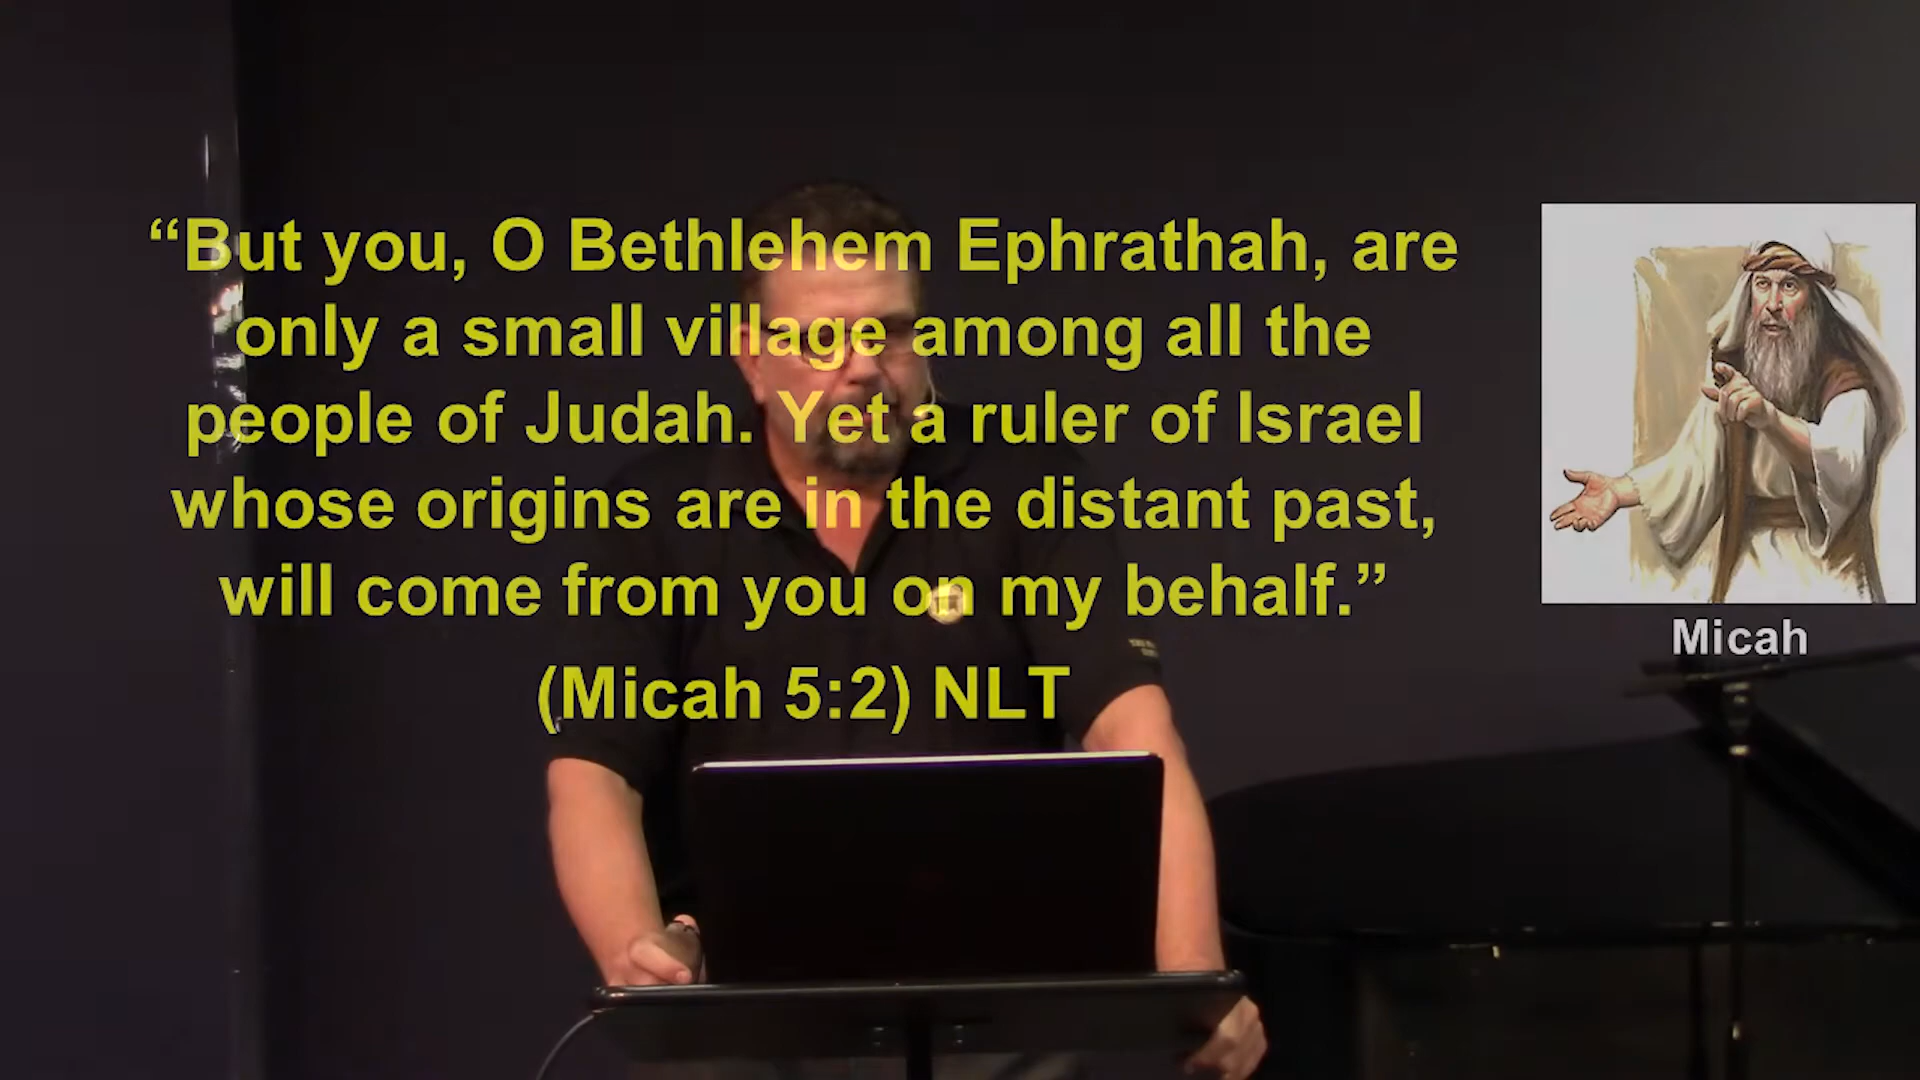 “But you, O Bethlehem Ephrathah, are
only a small village among all the
people of Judah. Yet a ruler of Israel
whose origins are in the distant past,
will come from you on my behalf.”
(Micah 5:2) NLT
Micah